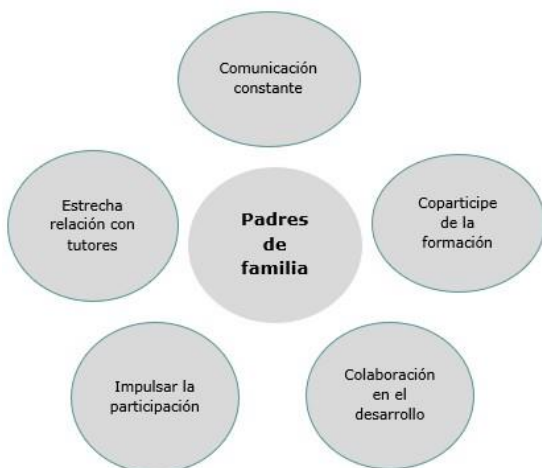 Comunicación
constante
Estrecha
relación con
tutores
Padres
de
familia
Coparticipe
de la
formación
Impulsar la
participación
Colaboración
en el
desarrollo